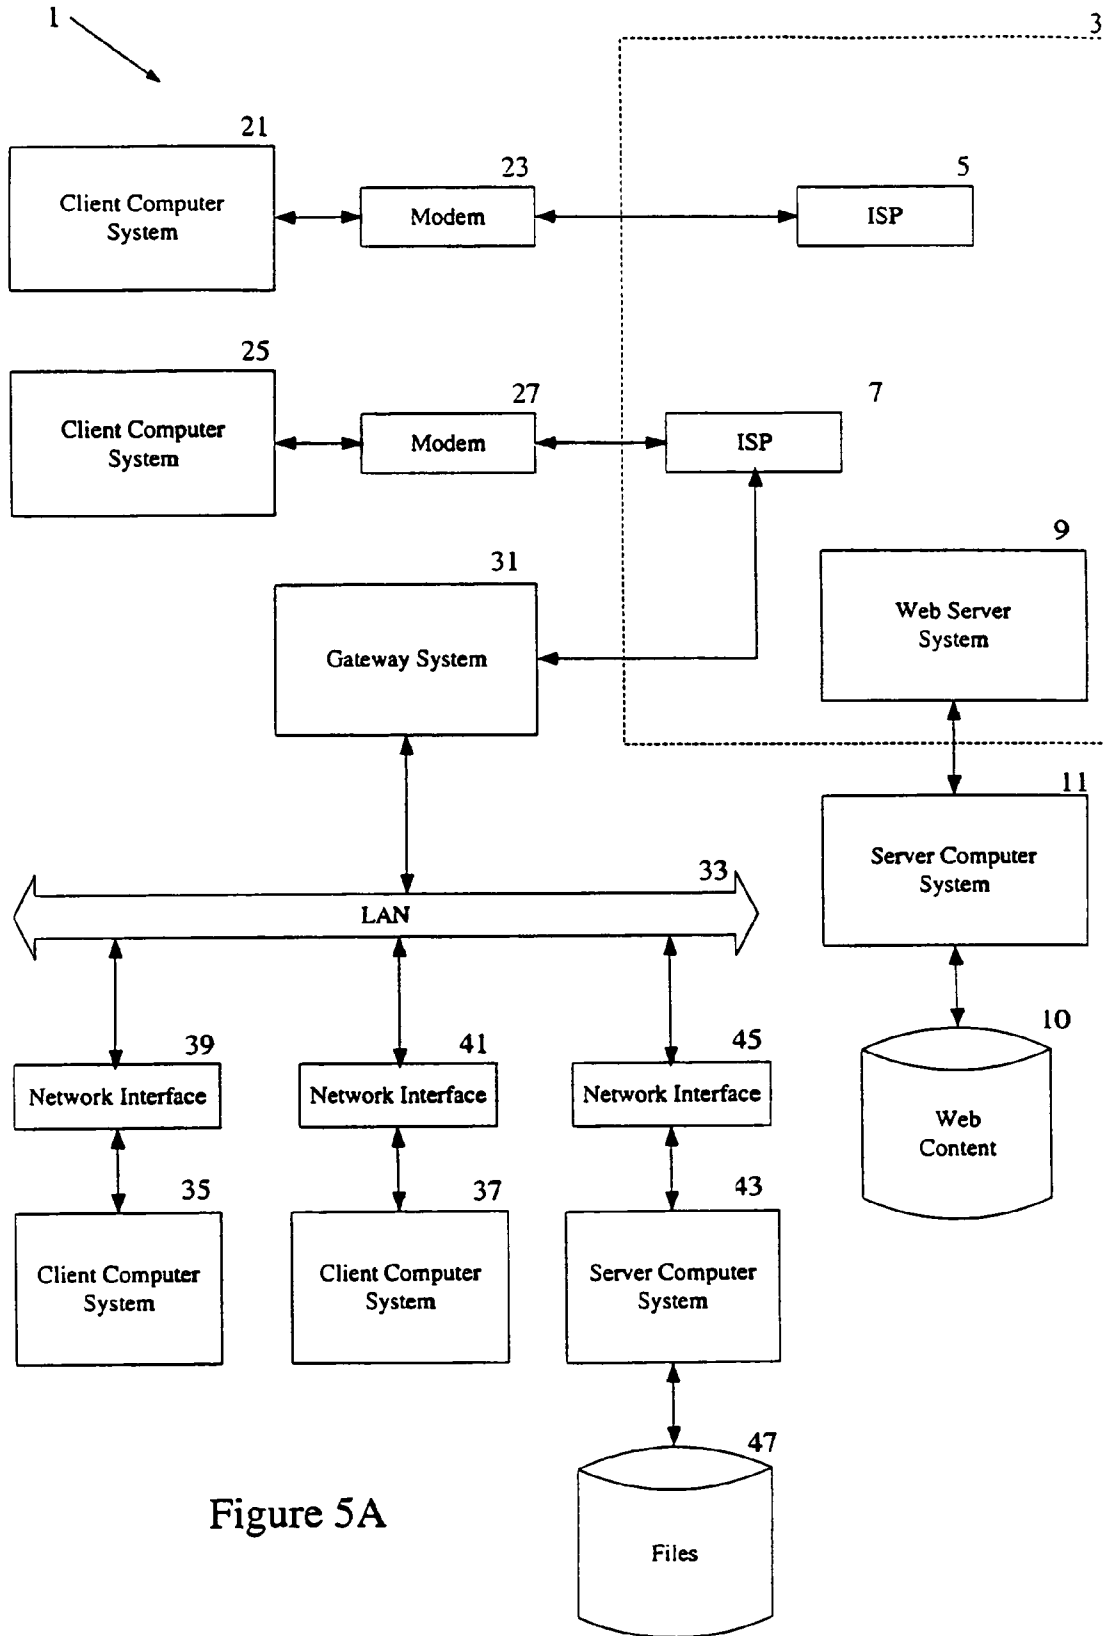 1
3
21
Client Computer
System
23
Modem
5
ISP
25
Client Computer
System
27
Modem
7
ISP
31
Gateway System
9
Web Server
System
11
Server Computer
System
33
LAN
10
Web
Content
39
Network Interface
41
Network Interface
45
Network Interface
35
Client Computer
System
37
Client Computer
System
43
Server Computer
System
47
Files
Figure 5A